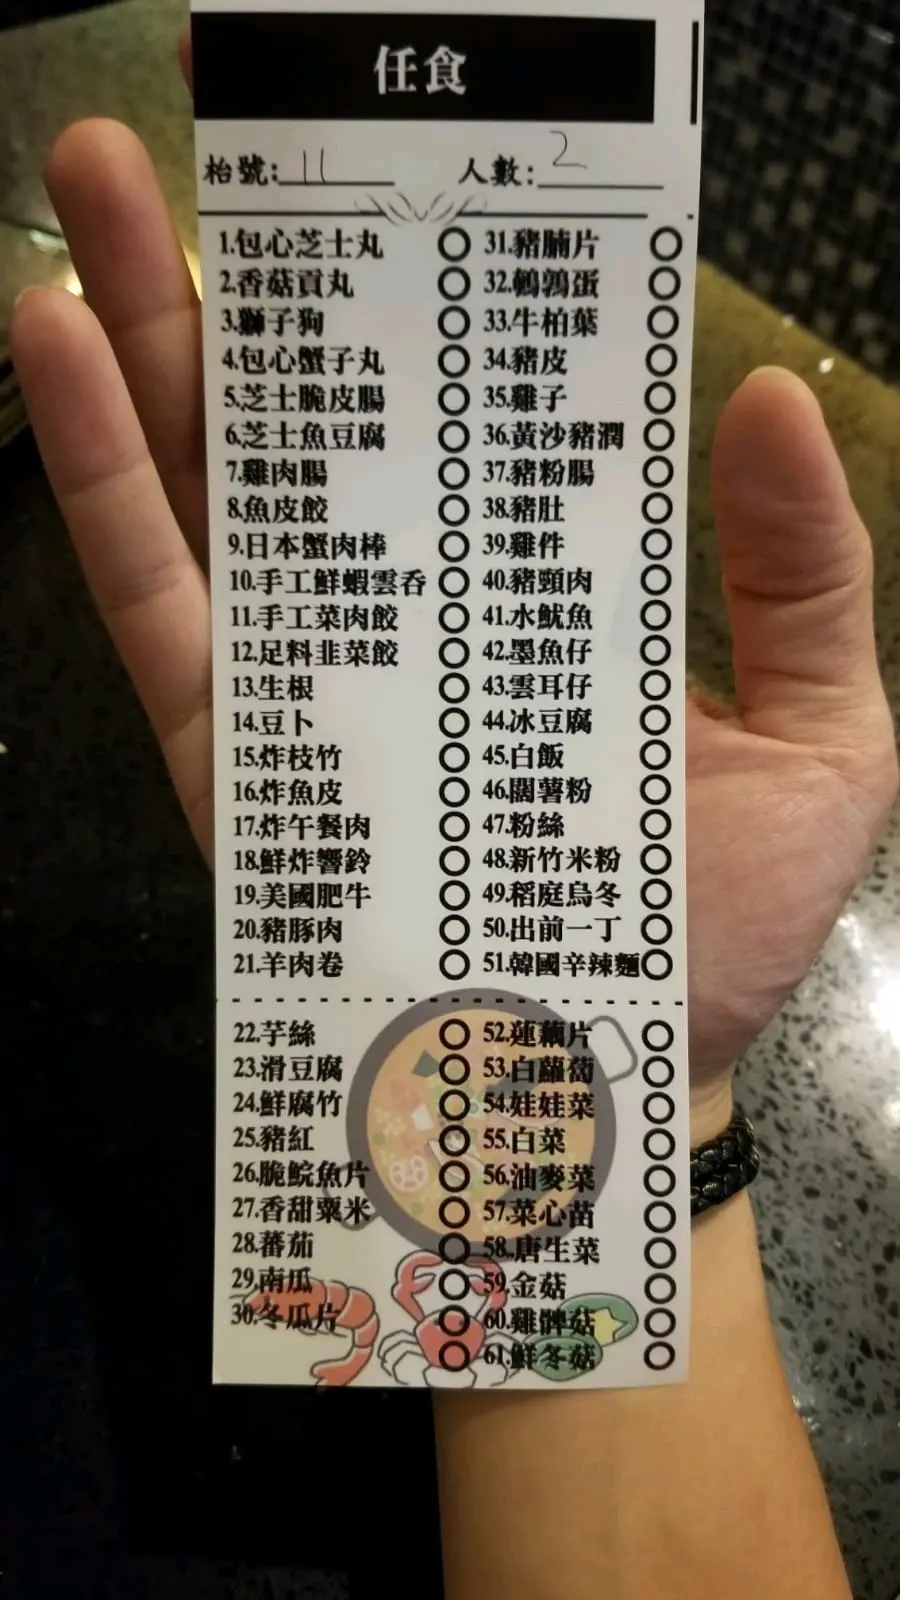 任食
枱號: 11
人數: 2
1.包心芝士丸
2.香菇貢丸
3.獅子狗
4.包心蟹子丸
5.芝士脆皮腸
6.芝士魚豆腐
7.雞肉腸
8.魚皮餃
9.日本蟹肉棒
10.手工鮮蝦雲吞
11.手工菜肉餃
12.足料韭菜餃
13.生根
14.豆卜
15.炸枝竹
16.炸魚皮
17.炸午餐肉
18.鮮炸響鈴
19.美國肥牛
20.豬豚肉
21.羊肉卷
22.芋絲
23.滑豆腐
24.鮮腐竹
25.豬紅
26.脆鯇魚片
27.香甜粟米
28.蕃茄
29.南瓜
30.冬瓜片
31.豬腩片
32.鵪鶉蛋
33.牛柏葉
34.豬皮
35.雞子
36.黃沙豬潤
37.豬粉腸
38.豬肚
39.雞件
40.豬頸肉
41.水魷魚
42.墨魚仔
43.雲耳仔
44.冰豆腐
45.白飯
46.闊薯粉
47.粉絲
48.新竹米粉
49.稻庭烏冬
50.出前一丁
51.韓國辛辣麵
52.蓮藕片
53.白蘿蔔
54.娃娃菜
55.白菜
56.油麥菜
57.菜心苗
58.唐生菜
59.金菇
60.雞髀菇
61.鮮冬菇